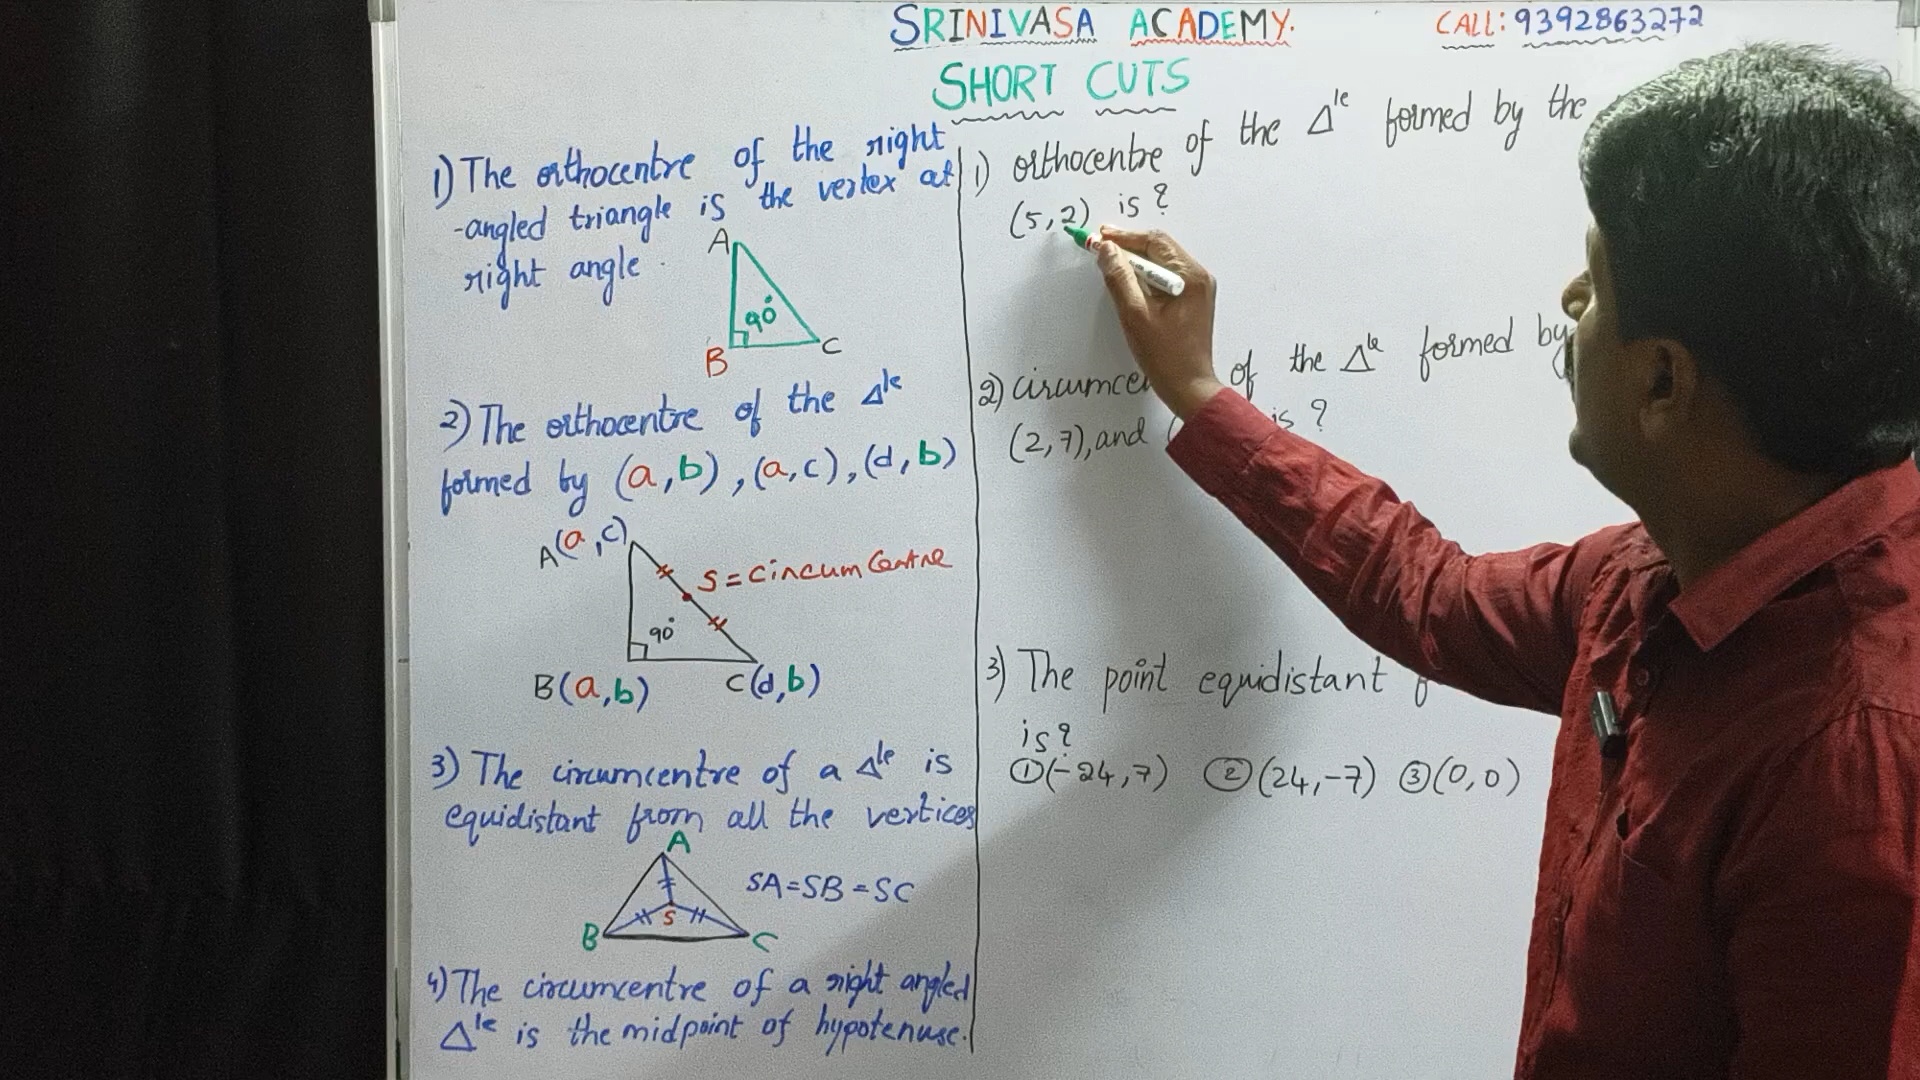 SRINIVASA ACADEMY.
CALL: 9392863272
SHORT CUTS
1) The orthocentre of the right
-angled triangle is the vertex at
right angle.
A
90°
B
C
2) The orthocentre of the Δle
formed by (a,b), (a,c), (d,b)
A(a,c)
S = Circum Centre
90°
B(a,b)
C(d,b)
3) The circumcentre of a Δle is
equidistant from all the vertices
A
SA=SB=SC
S
B
C
4) The circumcentre of a right angled
Δle is the midpoint of hypotenuse.
1) orthocentre of the Δle formed by the
(5,2) is?
2) of the Δle formed by
(2,7), and is?
3) The point equidistant
is?
①(-24,7) ②(24,-7) ③(0,0)